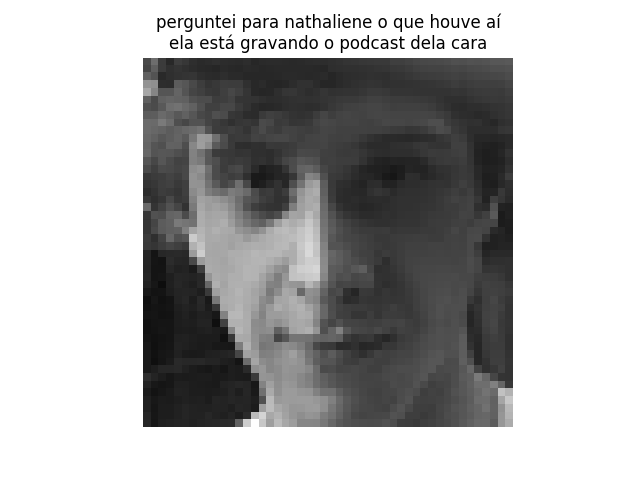 perguntei para nathaliene o que houve aí
ela está gravando o podcast dela cara